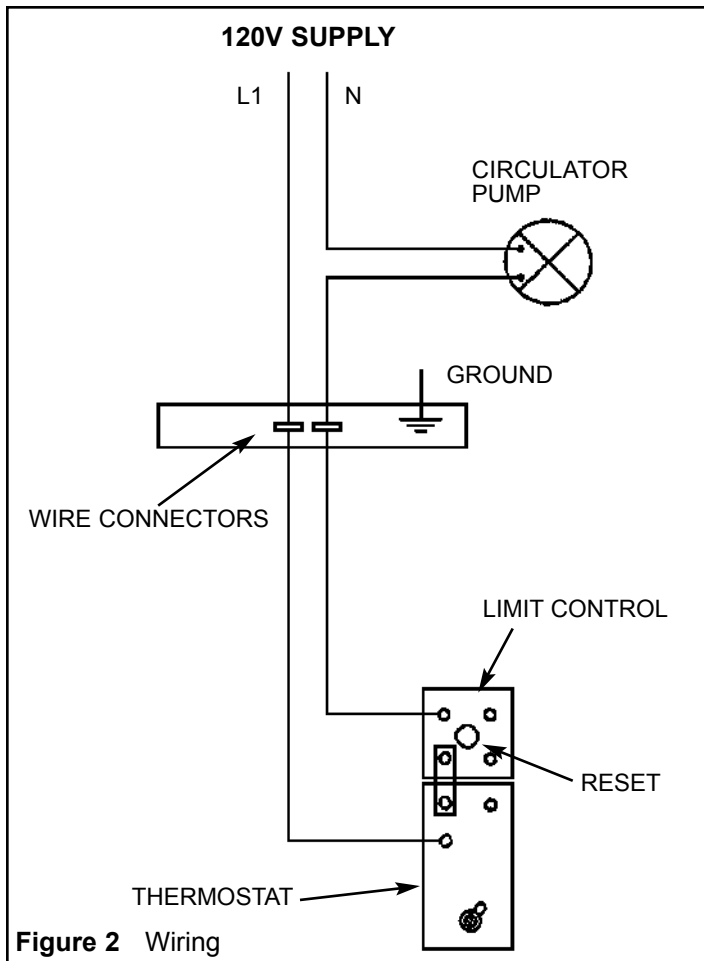 120V SUPPLY
L1
N
CIRCULATOR
PUMP
GROUND
WIRE CONNECTORS
LIMIT CONTROL
RESET
THERMOSTAT
Figure 2 Wiring